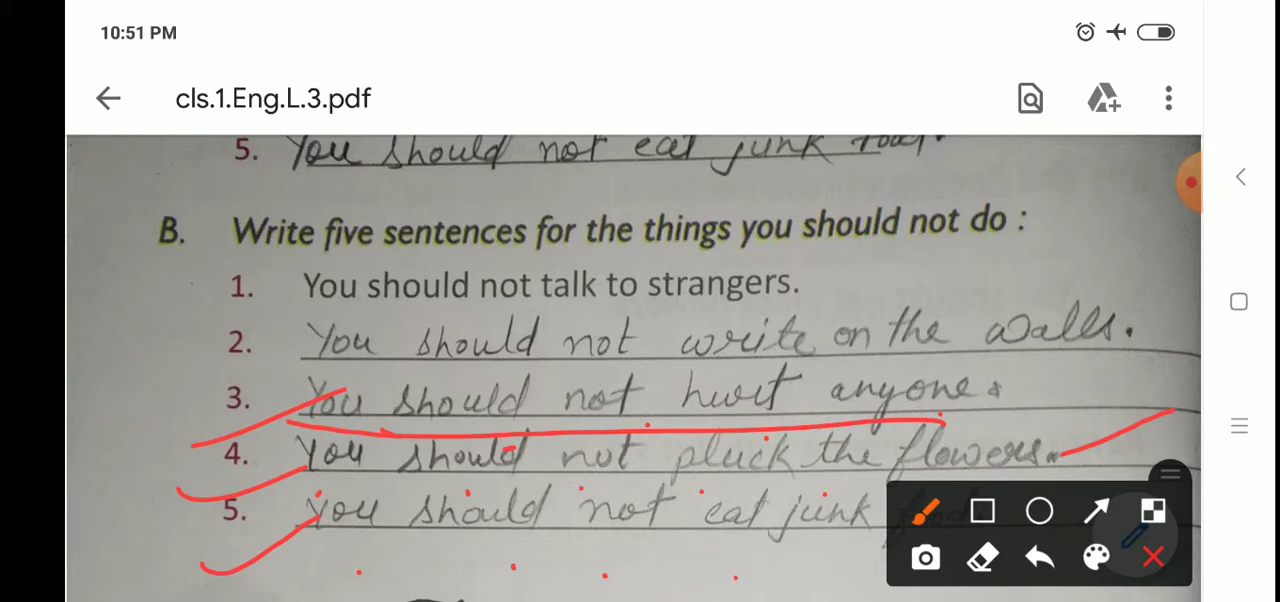 10:51 PM
cls.1.Eng.L.3.pdf
5. You should not eat junk food.
B. Write five sentences for the things you should not do :
1. You should not talk to strangers.
2. You should not write on the walls.
3. You should not hurt anyone.
4. You should not pluck the flowers.
5. You should not eat junk food.